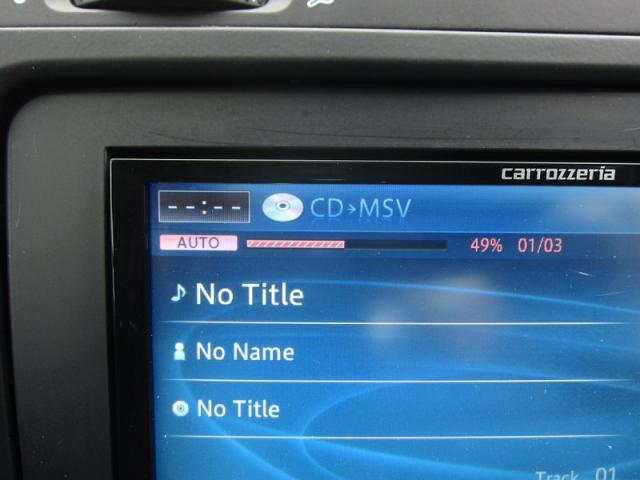 carrozzeria
--:-- CD→MSV
AUTO 49% 01/03
No Title
No Name
No Title
Track 01